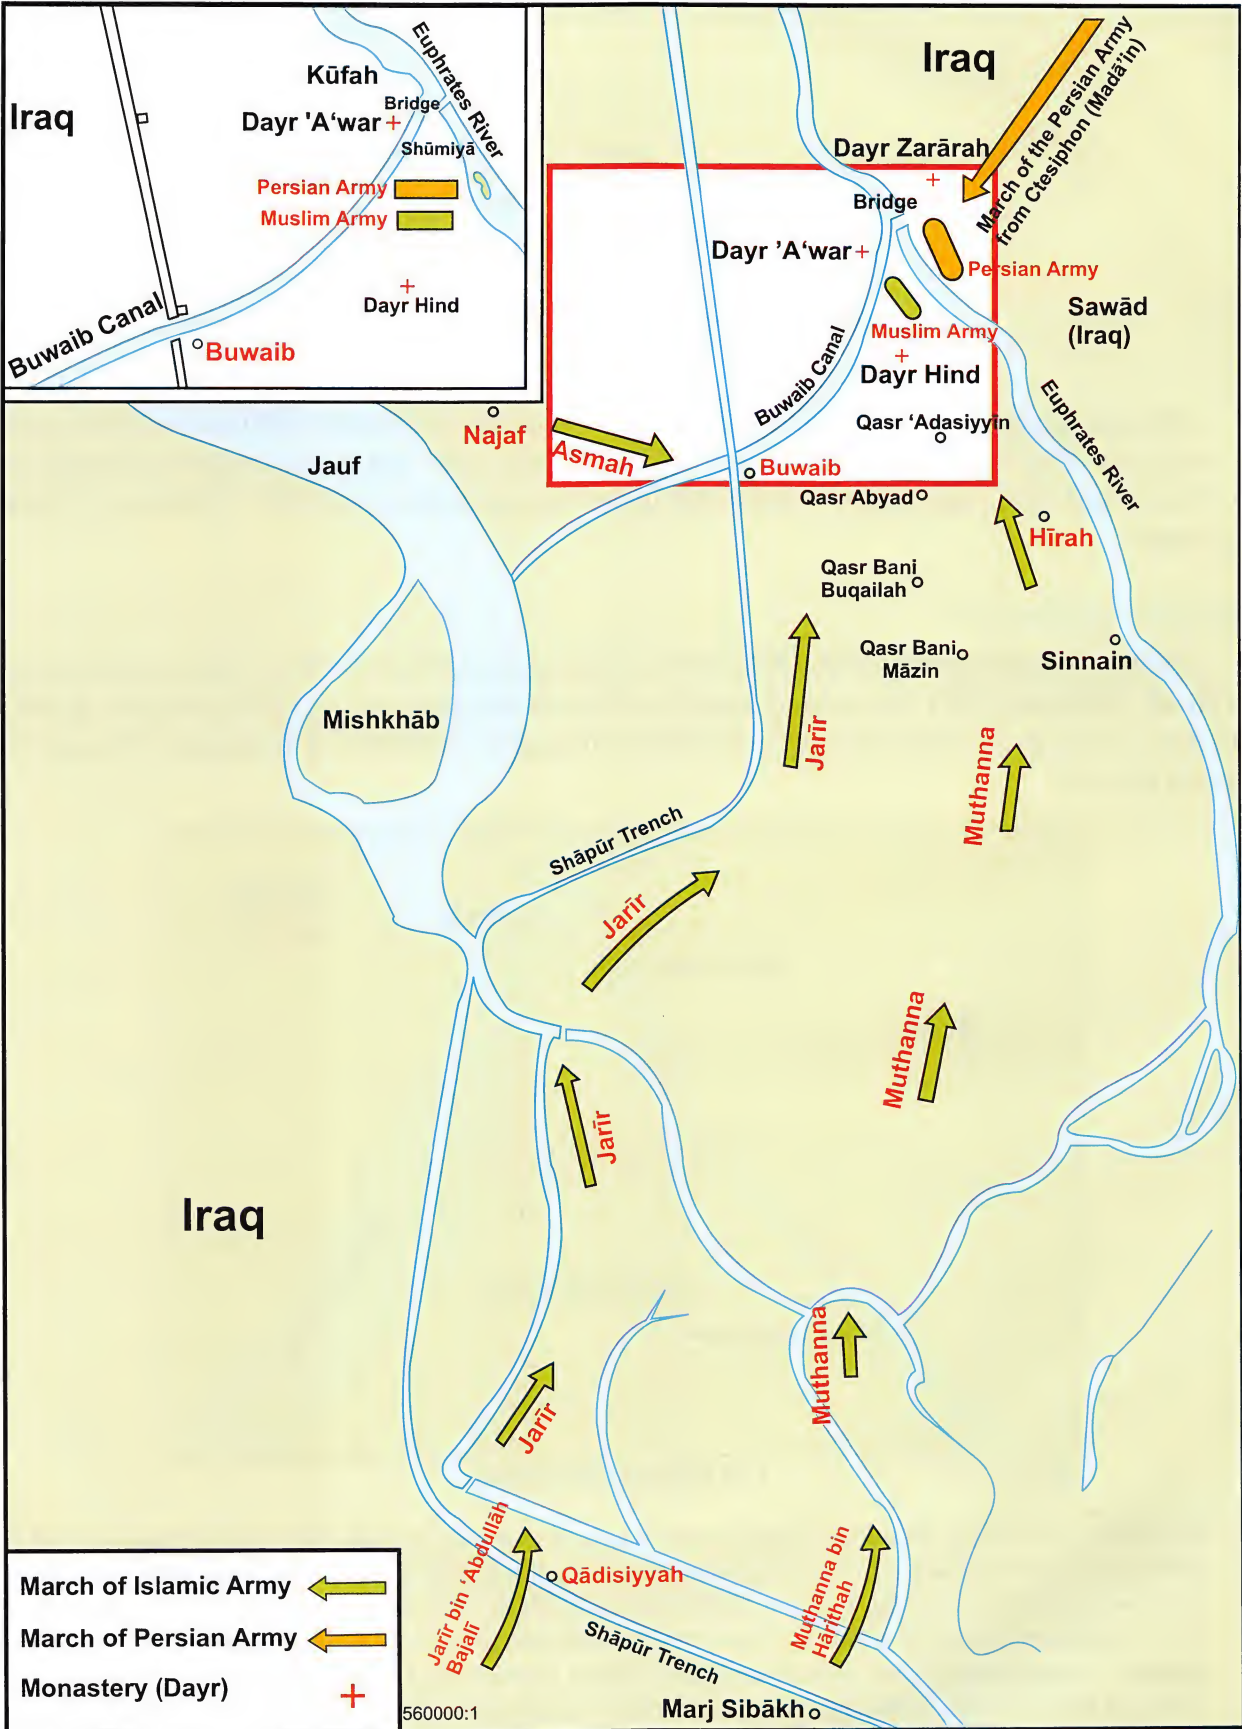 Iraq
Kūfah
Bridge
Dayr 'A‘war
Shūmiyā
Euphrates River
Persian Army
Muslim Army
Dayr Hind
Buwaib Canal
Buwaib
Iraq
March of the Persian Army
from Ctesiphon (Madā’in)
Dayr Zarārah
Bridge
Dayr ’A‘war
Persian Army
Sawād
(Iraq)
Muslim Army
Dayr Hind
Buwaib Canal
Euphrates River
Qasr ‘Adasiyyīn
Najaf
Asmah
Buwaib
Jauf
Qasr Abyad
Hīrah
Qasr Bani
Buqailah
Qasr Bani
Māzin
Sinnain
Mishkhāb
Jarīr
Muthanna
Shāpūr Trench
Jarīr
Muthanna
Jarīr
Iraq
Muthanna
Jarīr
Jarīr bin ‘Abdullāh
Bajalī
Qādisiyyah
Muthanna bin
Hārithah
Shāpūr Trench
Marj Sibākh
March of Islamic Army
March of Persian Army
Monastery (Dayr)
560000:1